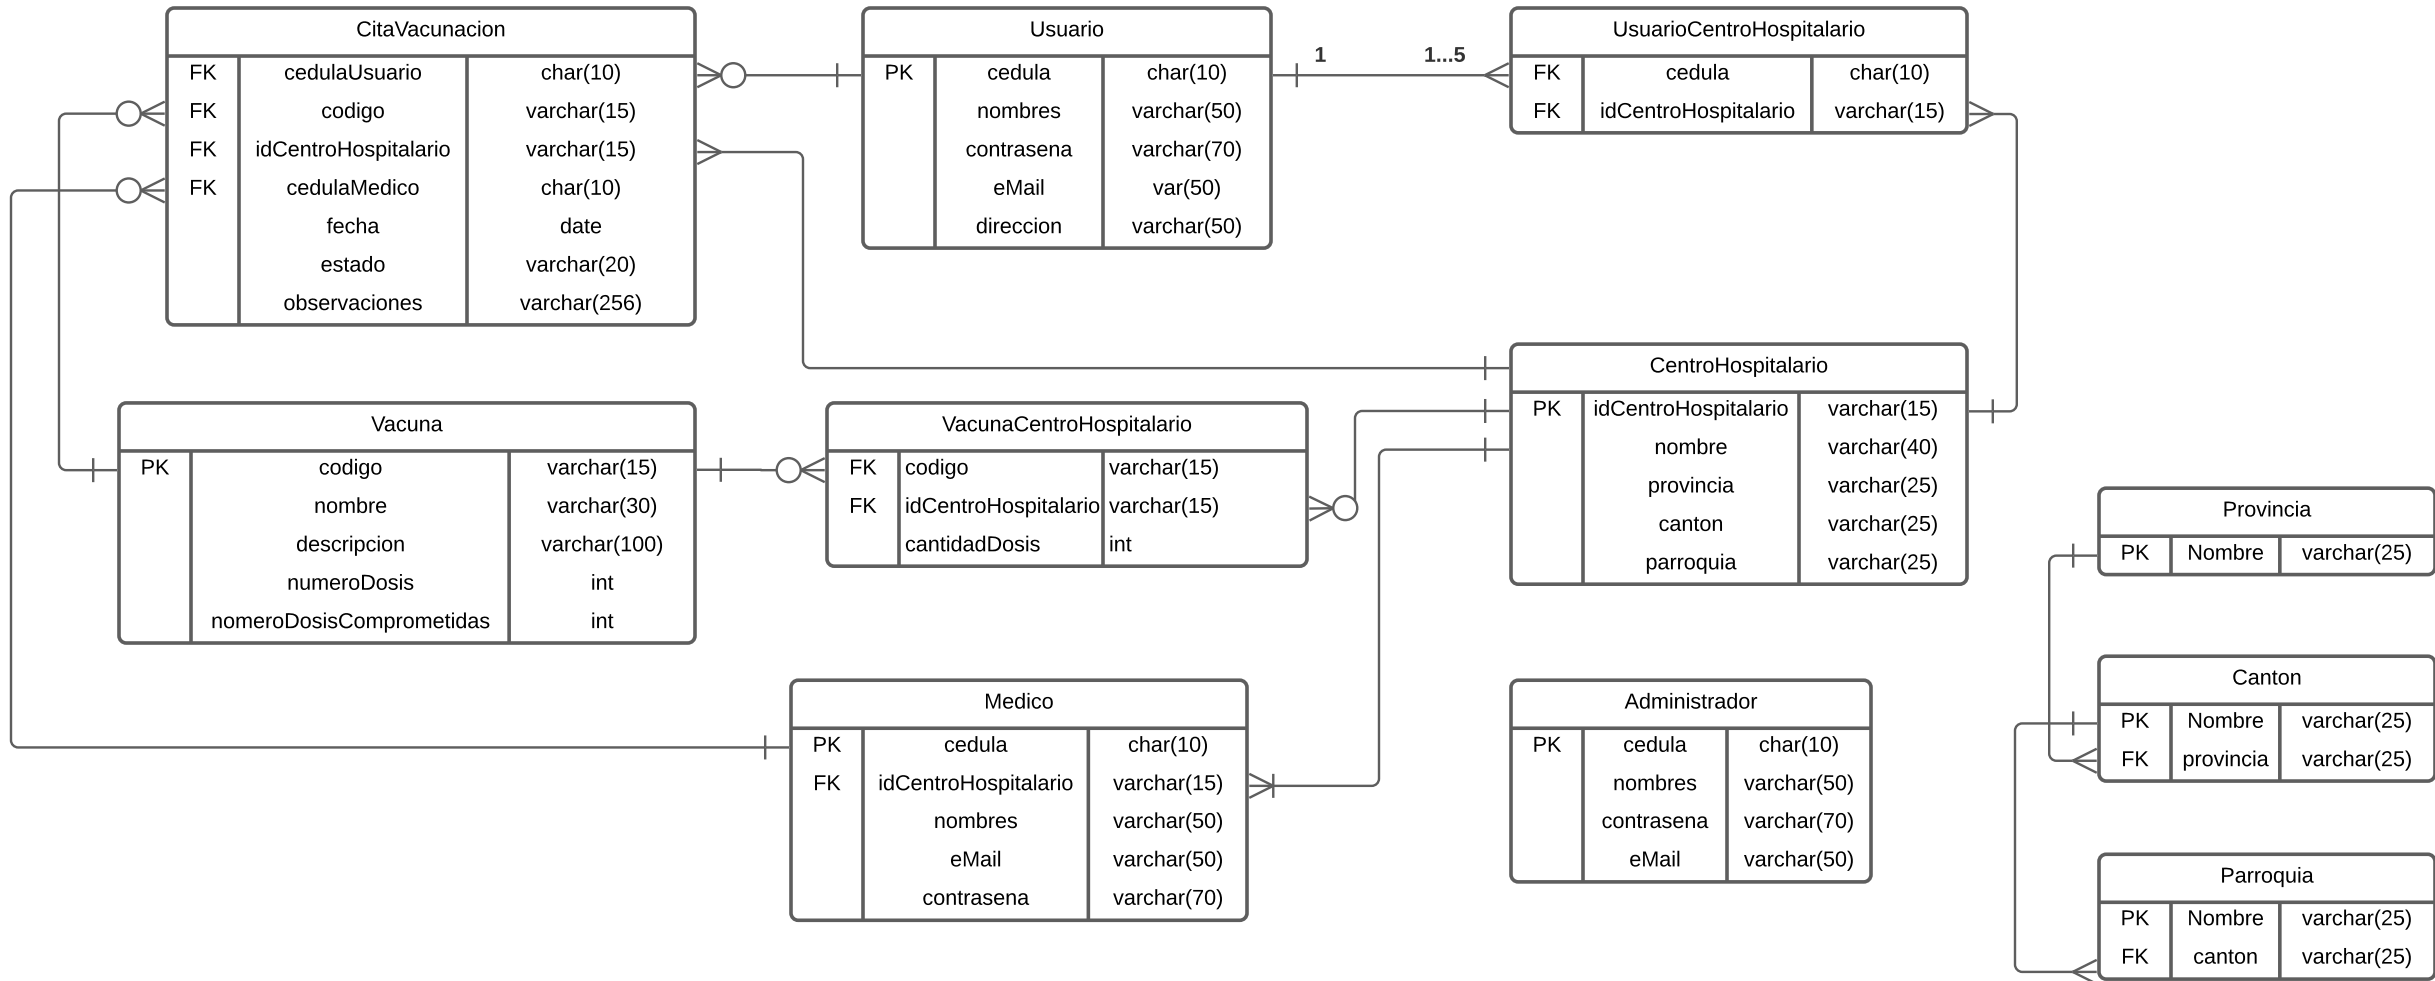 CitaVacunacion
FK cedulaUsuario char(10)
FK codigo varchar(15)
FK idCentroHospitalario varchar(15)
FK cedulaMedico char(10)
fecha date
estado varchar(20)
observaciones varchar(256)
Usuario
PK cedula char(10)
nombres varchar(50)
contrasena varchar(70)
eMail var(50)
direccion varchar(50)
1 1...5
UsuarioCentroHospitalario
FK cedula char(10)
FK idCentroHospitalario varchar(15)
Vacuna
PK codigo varchar(15)
nombre varchar(30)
descripcion varchar(100)
numeroDosis int
nomeroDosisComprometidas int
VacunaCentroHospitalario
FK codigo varchar(15)
FK idCentroHospitalario varchar(15)
cantidadDosis int
CentroHospitalario
PK idCentroHospitalario varchar(15)
nombre varchar(40)
provincia varchar(25)
canton varchar(25)
parroquia varchar(25)
Provincia
PK Nombre varchar(25)
Medico
PK cedula char(10)
FK idCentroHospitalario varchar(15)
nombres varchar(50)
eMail varchar(50)
contrasena varchar(70)
Administrador
PK cedula char(10)
nombres varchar(50)
contrasena varchar(70)
eMail varchar(50)
Canton
PK Nombre varchar(25)
FK provincia varchar(25)
Parroquia
PK Nombre varchar(25)
FK canton varchar(25)